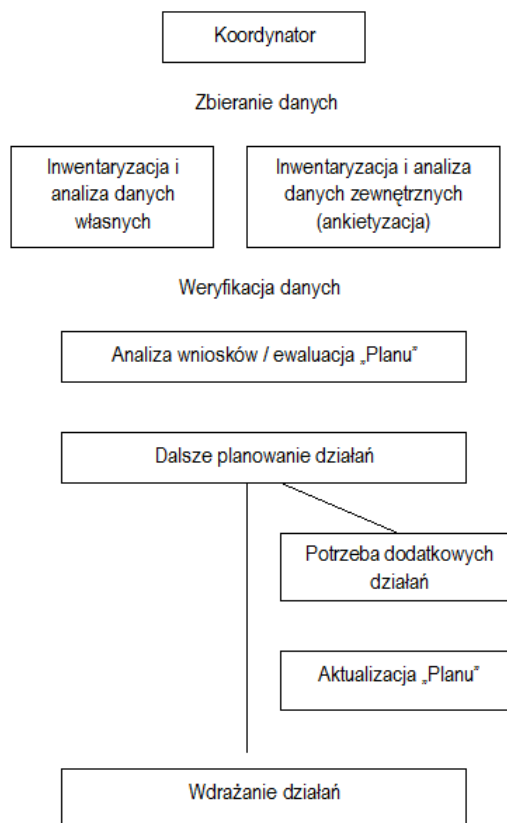 Koordynator
Zbieranie danych
Inwentaryzacja i
analiza danych
własnych
Inwentaryzacja i analiza
danych zewnętrznych
(ankietyzacja)
Weryfikacja danych
Analiza wniosków / ewaluacja „Planu”
Dalsze planowanie działań
Potrzeba dodatkowych
działań
Aktualizacja „Planu”
Wdrażanie działań